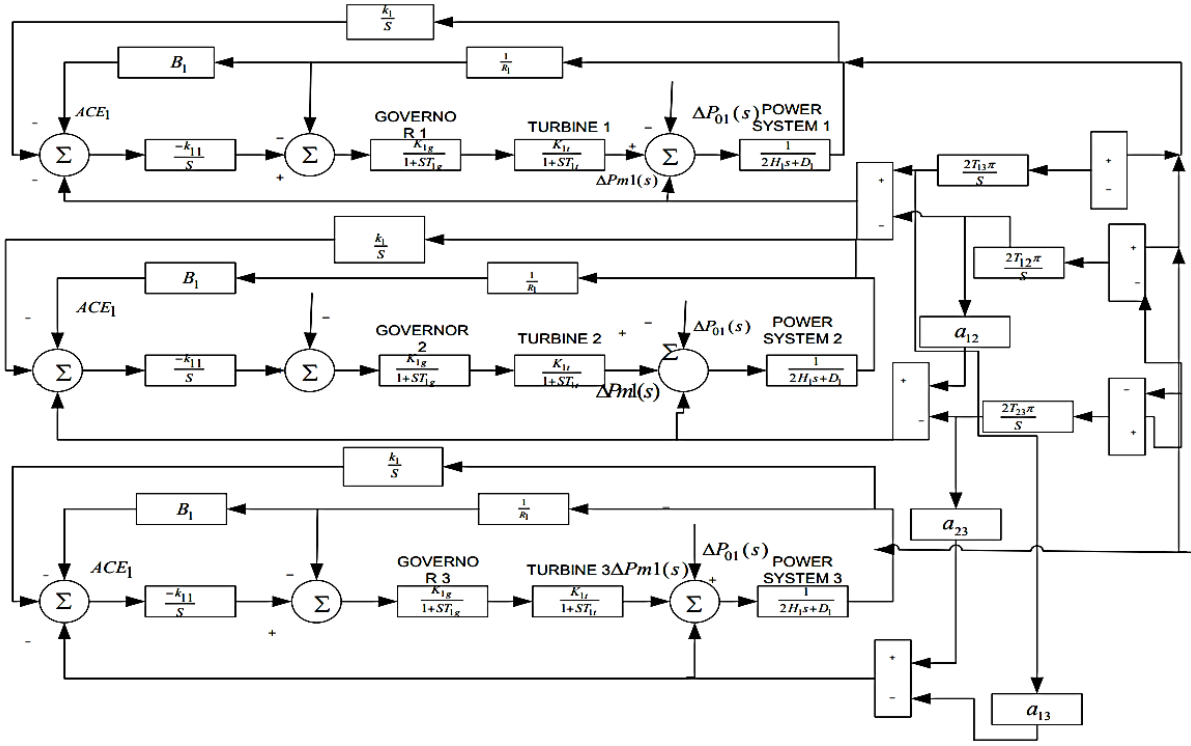 k₁/S
B₁
1/R₁
ACE₁
-
-
-
-
+
-
+
ΔP₀₁(s)
POWER
SYSTEM 1
GOVERNO
R 1
TURBINE 1
Σ
-k₁₁/S
Σ
K₁g/1+ST₁g
K₁t/1+ST₁t
Σ
1/2H₁s+D₁
ΔPm1(s)
+
-
2T₁₃π/S
+
-
k₁/S
B₁
1/R₁
2T₁₂π/S
+
-
ACE₁
-
-
+
-
ΔP₀₁(s)
POWER
SYSTEM 2
GOVERNOR
2
TURBINE 2
a₁₂
Σ
-k₁₁/S
Σ
K₁g/1+ST₁g
K₁t/1+ST₁t
Σ
1/2H₁s+D₁
ΔPm1(s)
+
-
2T₂₃π/S
-
+
k₁/S
B₁
1/R₁
-
a₂₃
ACE₁
-
-
-
+
GOVERNO
R 3
TURBINE 3ΔPm1(s)
ΔP₀₁(s)
+
POWER
SYSTEM 3
Σ
-k₁₁/S
Σ
K₁g/1+ST₁g
K₁t/1+ST₁t
Σ
1/2H₁s+D₁
+
-
a₁₃